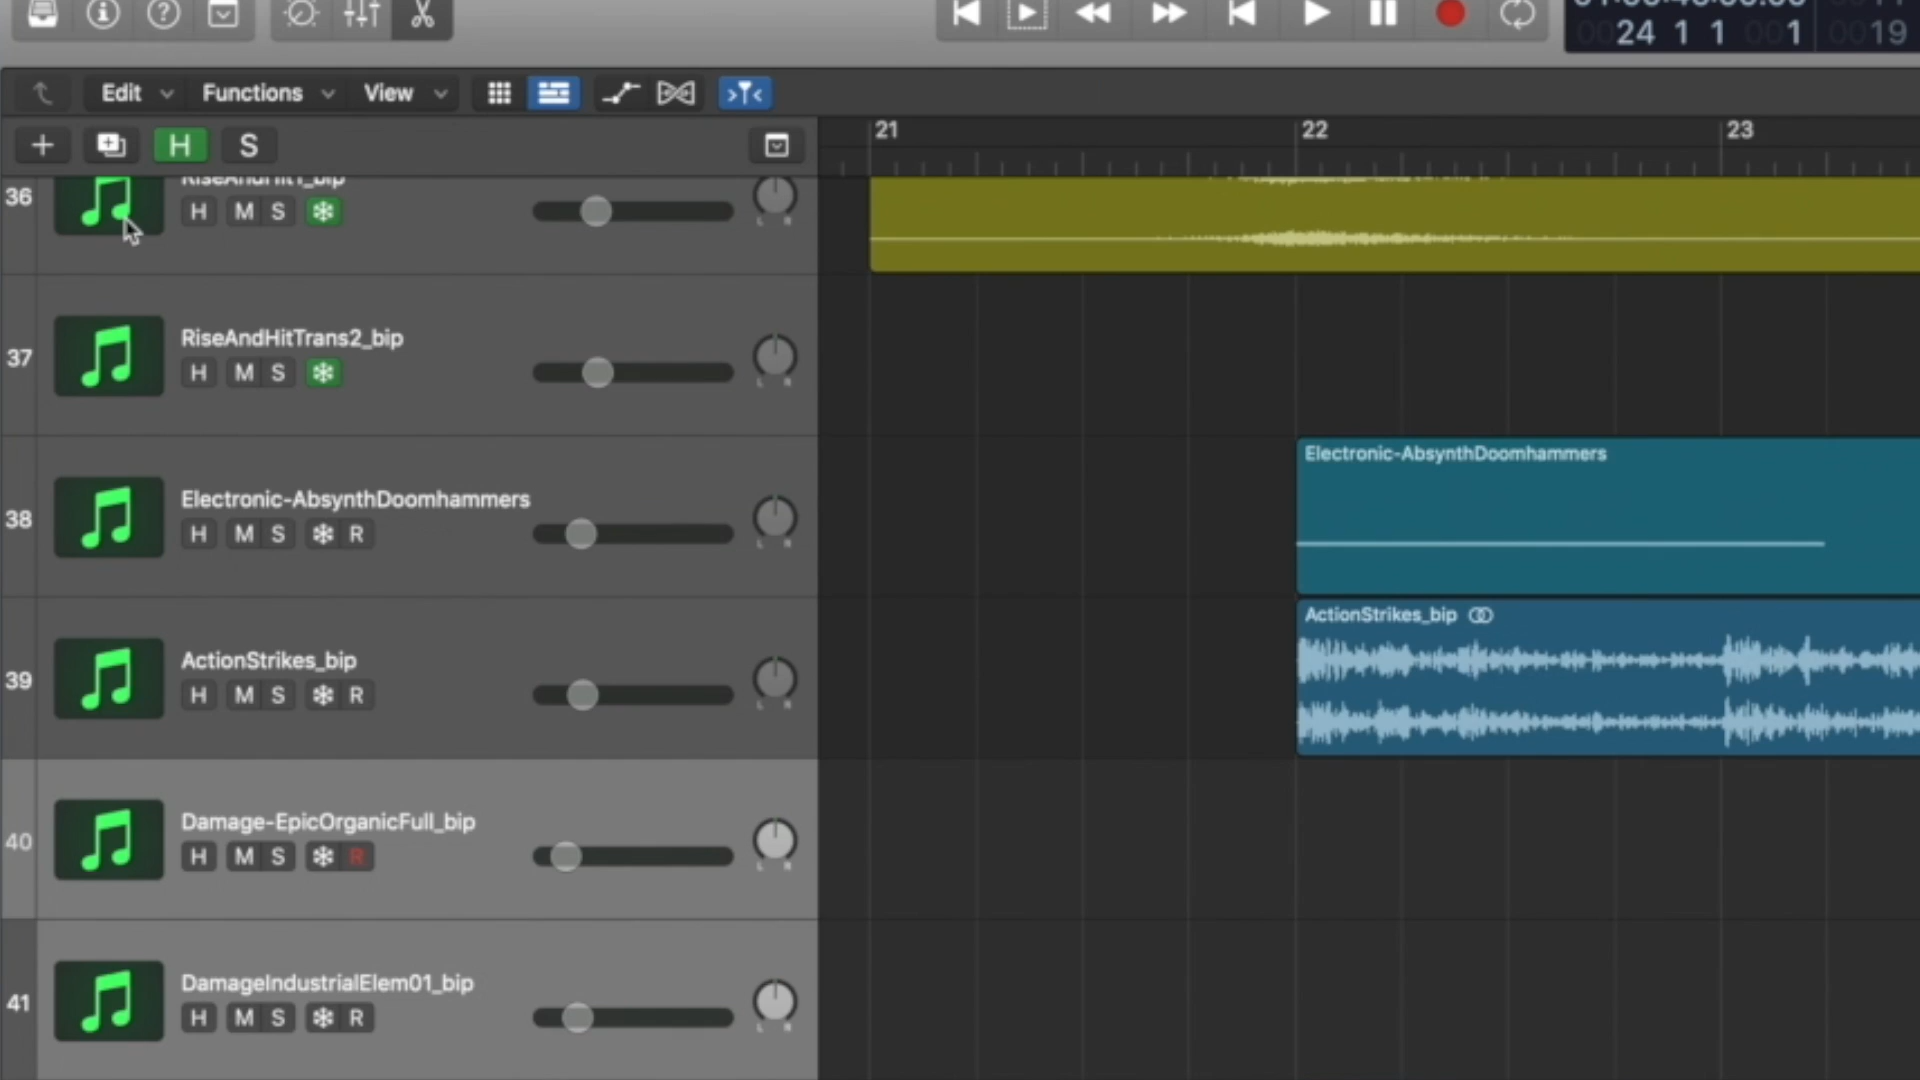 24 1 1 1 19
Edit Functions View
H S
21 22 23
36 RiseAndHit1_bip
H M S
37 RiseAndHitTrans2_bip
H M S
38 Electronic-AbsynthDoomhammers
H M S R
Electronic-AbsynthDoomhammers
39 ActionStrikes_bip
H M S R
ActionStrikes_bip
40 Damage-EpicOrganicFull_bip
H M S R
41 DamageIndustrialElem01_bip
H M S R